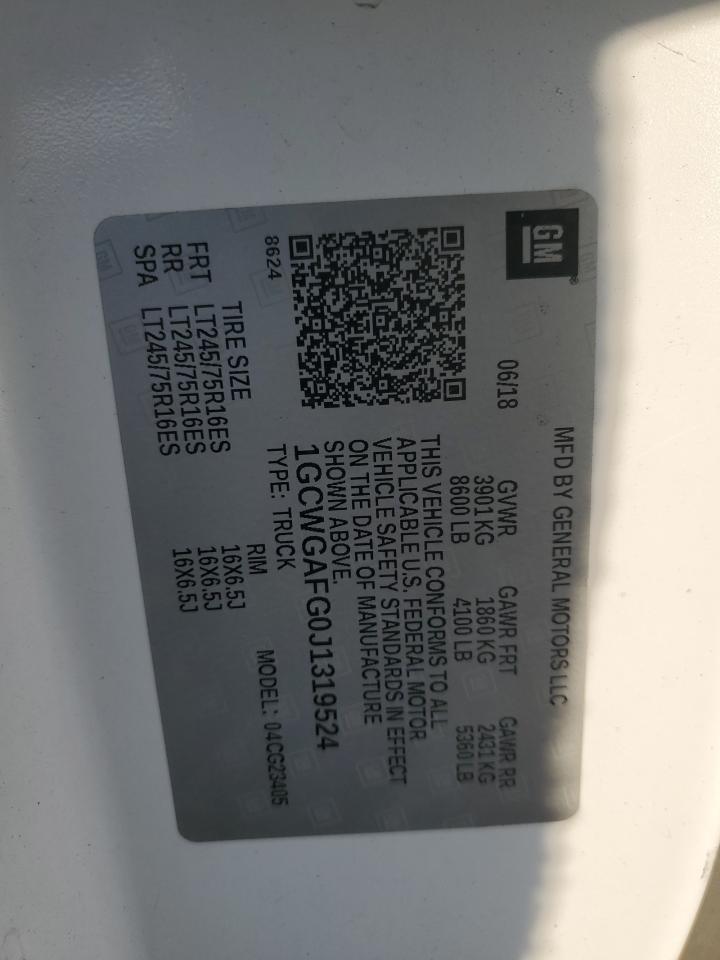 GM
MFD BY GENERAL MOTORS LLC
06/18
GVWR GAWR FRT GAWR RR
3901 KG 1860 KG 2431 KG
8600 LB 4100 LB 5360 LB
THIS VEHICLE CONFORMS TO ALL
APPLICABLE U.S. FEDERAL MOTOR
VEHICLE SAFETY STANDARDS IN EFFECT
ON THE DATE OF MANUFACTURE
SHOWN ABOVE.
1GCWGAFG0J1319524
8624
TYPE: TRUCK
MODEL: 04CG23405
TIRE SIZE RIM
FRT LT245/75R16ES 16X6.5J
RR LT245/75R16ES 16X6.5J
SPA LT245/75R16ES 16X6.5J